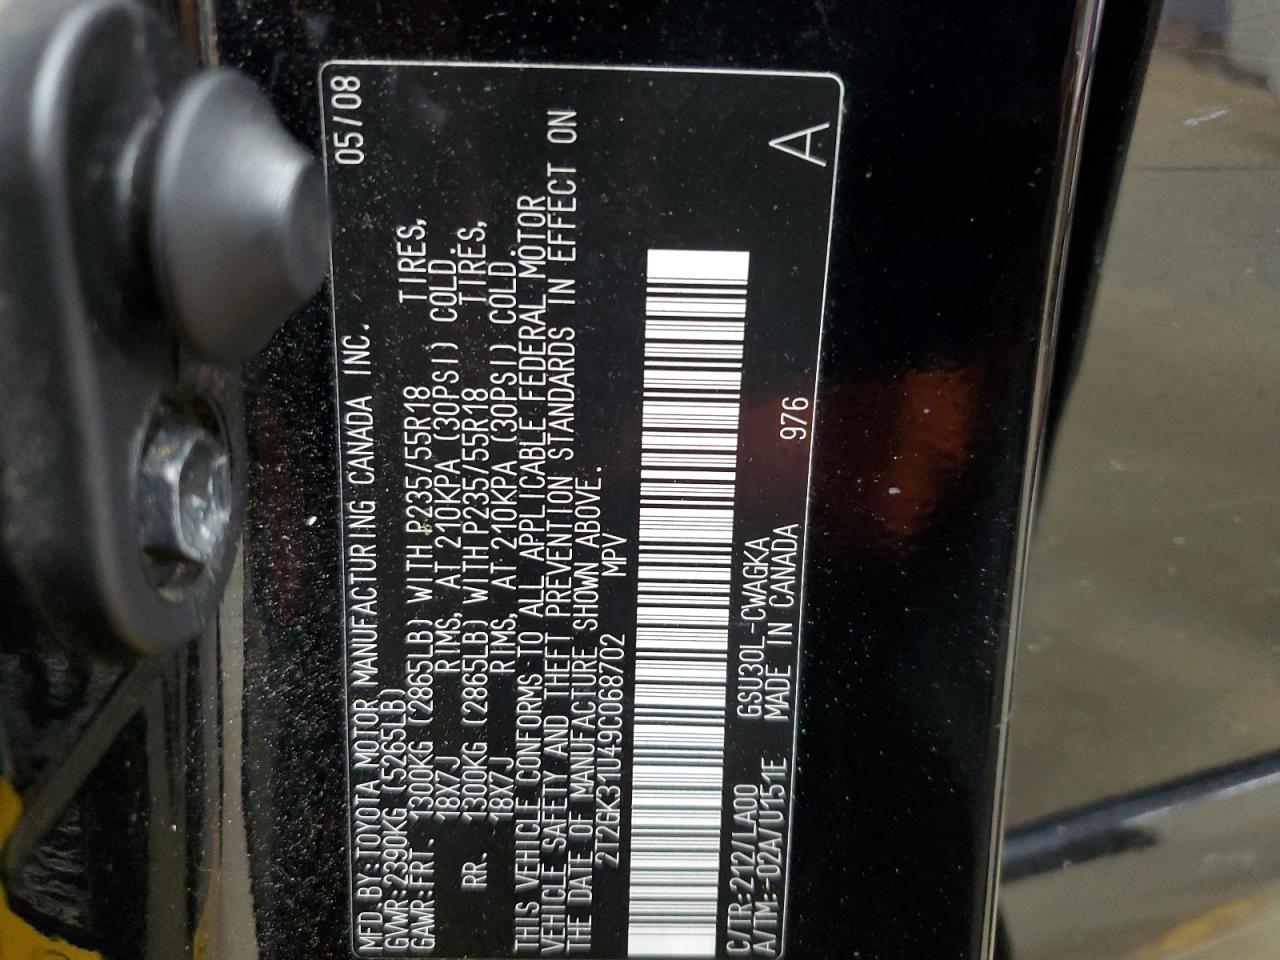 MFD.BY:TOYOTA MOTOR MANUFACTURING CANADA INC. 05/08
GVWR:2390KG (5265LB)
GAWR:FRT. 1300KG (2865LB) WITH P235/55R18 TIRES,
18X7J RIMS, AT 210KPA (30PSI) COLD.
RR. 1300KG (2865LB) WITH P235/55R18 TIRES,
18X7J RIMS, AT 210KPA (30PSI) COLD.
THIS VEHICLE CONFORMS TO ALL APPLICABLE FEDERAL MOTOR
VEHICLE SAFETY AND THEFT PREVENTION STANDARDS IN EFFECT ON
THE DATE OF MANUFACTURE SHOWN ABOVE.
2T2GK31U49C068702 MPV
C/TR:212/LA00 GSU30L-CWAGKA
A/TM:-02A/U151E MADE IN CANADA 976
A